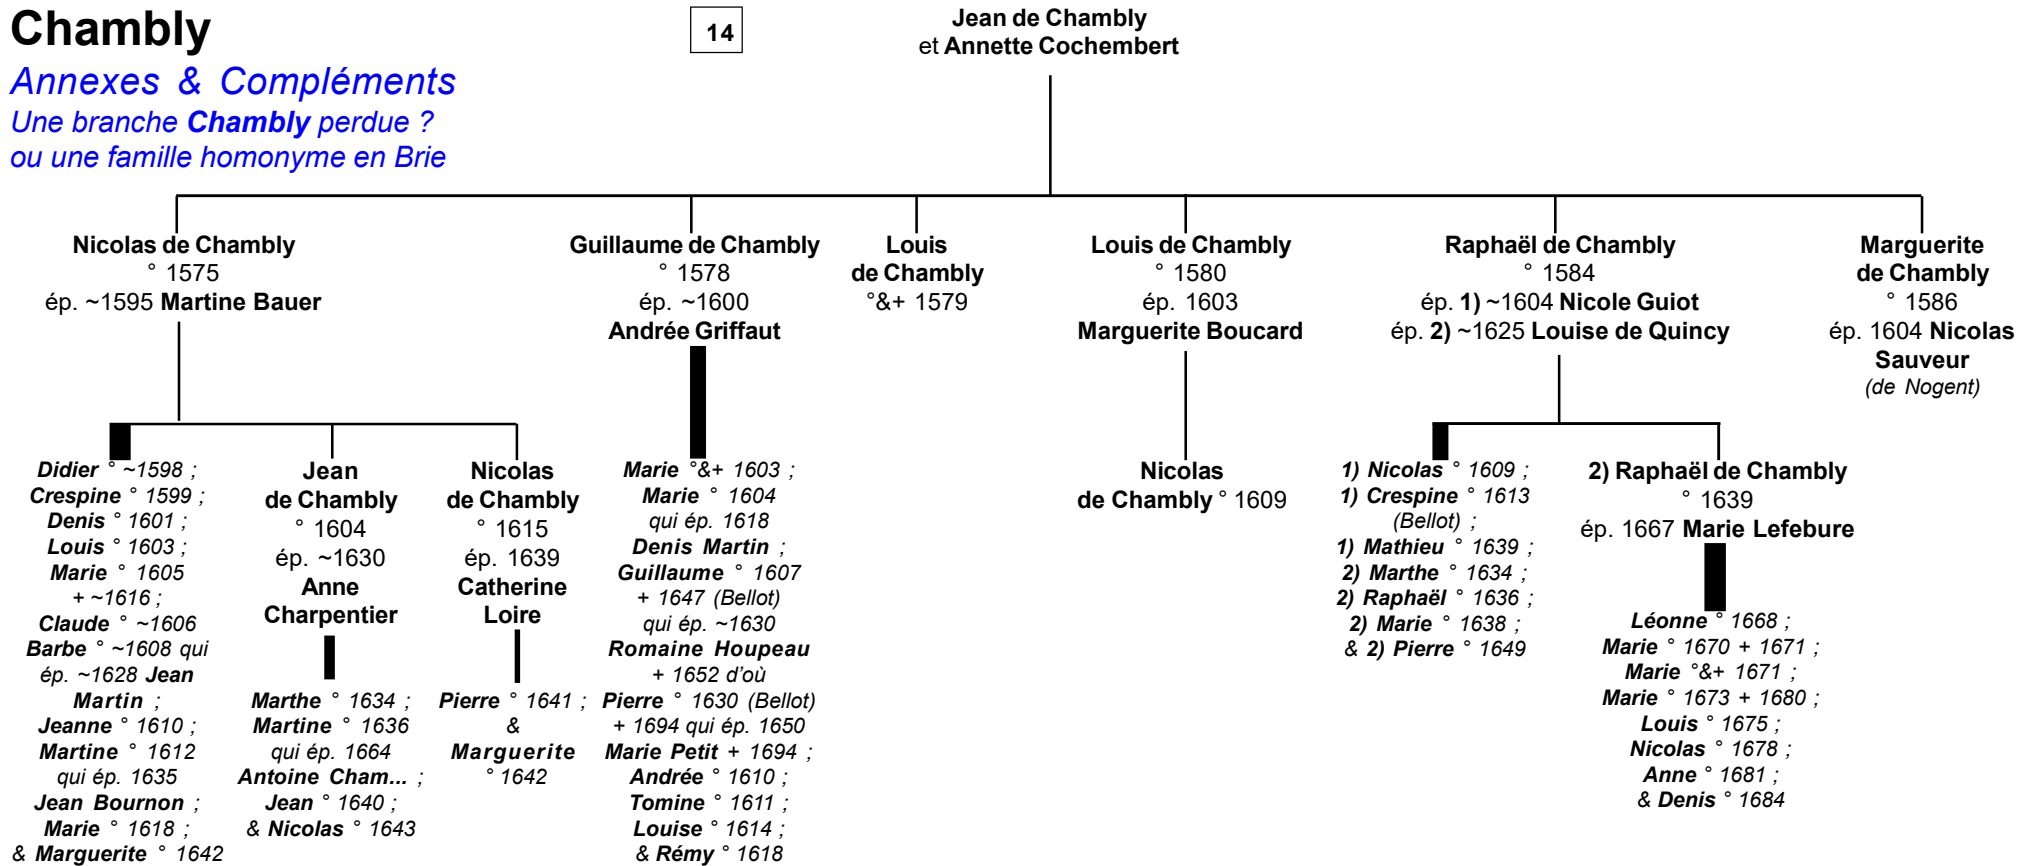 Chambly
Annexes & Compléments
Une branche Chambly perdue ?
ou une famille homonyme en Brie
14
Jean de Chambly
et Annette Cochembert
Nicolas de Chambly
° 1575
ép. ~1595 Martine Bauer
Guillaume de Chambly
° 1578
ép. ~1600
Andrée Griffaut
Louis
de Chambly
°&+ 1579
Louis de Chambly
° 1580
ép. 1603
Marguerite Boucard
Raphaël de Chambly
° 1584
ép. 1) ~1604 Nicole Guiot
ép. 2) ~1625 Louise de Quincy
Marguerite
de Chambly
° 1586
ép. 1604 Nicolas
Sauveur
(de Nogent)
Didier ° ~1598 ;
Crespine ° 1599 ;
Denis ° 1601 ;
Louis ° 1603 ;
Marie ° 1605
+ ~1616 ;
Claude ° ~1606
Barbe ° ~1608 qui
ép. ~1628 Jean
Martin ;
Jeanne ° 1610 ;
Martine ° 1612
qui ép. 1635
Jean Bournon ;
Marie ° 1618 ;
& Marguerite ° 1642
Jean
de Chambly
° 1604
ép. ~1630
Anne
Charpentier
Marthe ° 1634 ;
Martine ° 1636
qui ép. 1664
Antoine Cham... ;
Jean ° 1640 ;
& Nicolas ° 1643
Nicolas
de Chambly
° 1615
ép. 1639
Catherine
Loire
Pierre ° 1641 ;
&
Marguerite
° 1642
Marie °&+ 1603 ;
Marie ° 1604
qui ép. 1618
Denis Martin ;
Guillaume ° 1607
+ 1647 (Bellot)
qui ép. ~1630
Romaine Houpeau
+ 1652 d'où
Pierre ° 1630 (Bellot)
+ 1694 qui ép. 1650
Marie Petit + 1694 ;
Andrée ° 1610 ;
Tomine ° 1611 ;
Louise ° 1614 ;
& Rémy ° 1618
Nicolas
de Chambly ° 1609
1) Nicolas ° 1609 ;
1) Crespine ° 1613
(Bellot) ;
1) Mathieu ° 1639 ;
2) Marthe ° 1634 ;
2) Raphaël ° 1636 ;
2) Marie ° 1638 ;
& 2) Pierre ° 1649
2) Raphaël de Chambly
° 1639
ép. 1667 Marie Lefebure
Léonne ° 1668 ;
Marie ° 1670 + 1671 ;
Marie °&+ 1671 ;
Marie ° 1673 + 1680 ;
Louis ° 1675 ;
Nicolas ° 1678 ;
Anne ° 1681 ;
& Denis ° 1684